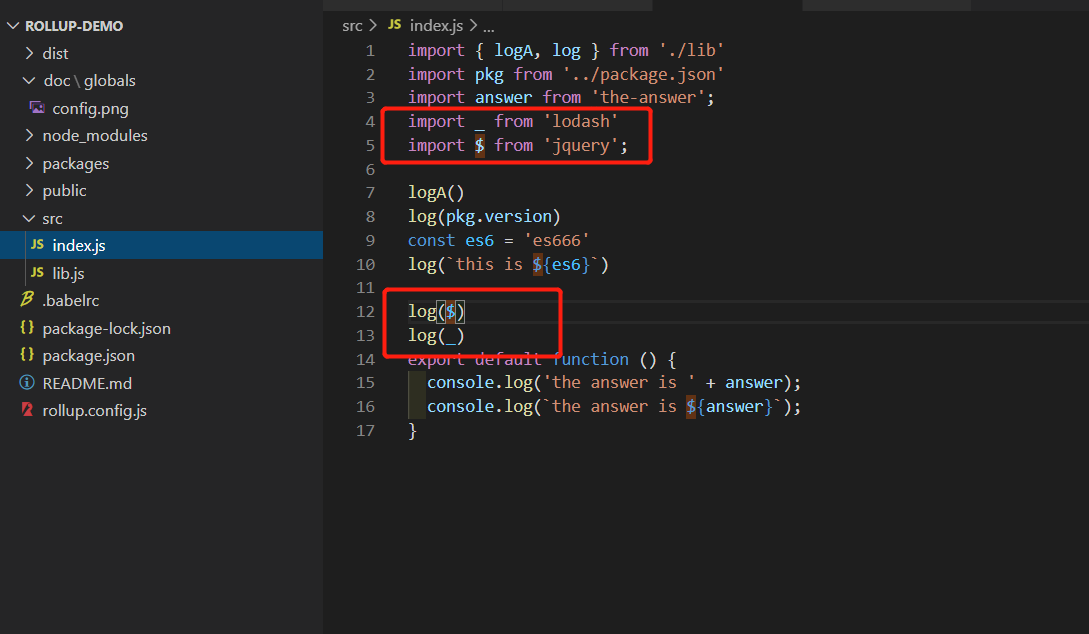 ROLLUP-DEMO
dist
doc \ globals
config.png
node_modules
packages
public
src
JS index.js
JS lib.js
.babelrc
{} package-lock.json
{} package.json
README.md
rollup.config.js
src > JS index.js > ...
1 import { logA, log } from './lib'
2 import pkg from '../package.json'
3 import answer from 'the-answer';
4 import _ from 'lodash'
5 import $ from 'jquery';
6
7 logA()
8 log(pkg.version)
9 const es6 = 'es666'
10 log(`this is ${es6}`)
11
12 log($)
13 log(_)
14 export default function () {
15 console.log('the answer is ' + answer);
16 console.log(`the answer is ${answer}`);
17 }